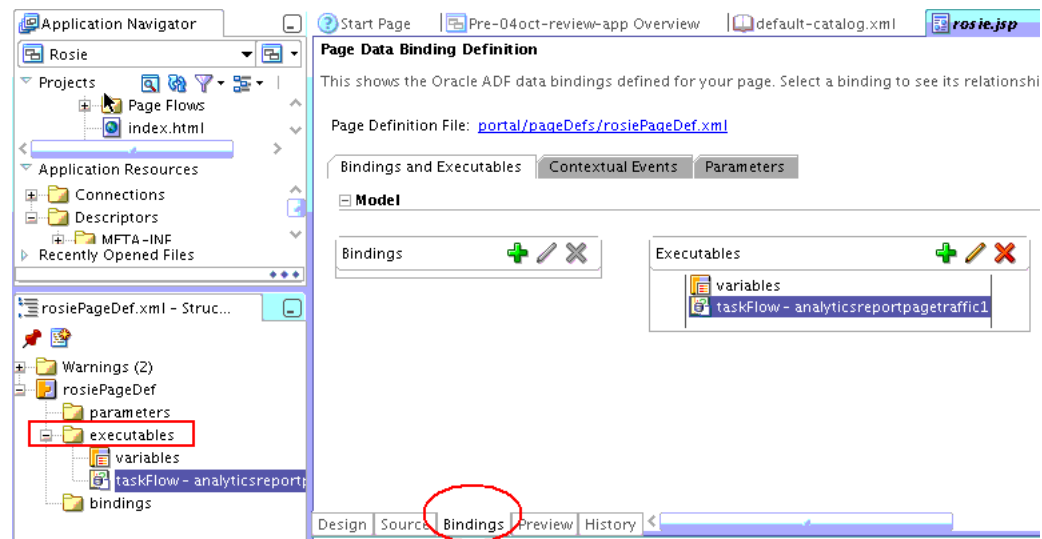 Application Navigator
Rosie
Projects
Page Flows
index.html
Application Resources
Connections
Descriptors
META-INF
Recently Opened Files
rosiePageDef.xml - Struc...
Warnings (2)
rosiePageDef
parameters
executables
variables
taskFlow - analyticsreportp
bindings
Start Page
Pre-04oct-review-app Overview
default-catalog.xml
rosie.jsp
Page Data Binding Definition
This shows the Oracle ADF data bindings defined for your page. Select a binding to see its relationshi
Page Definition File: portal/pageDefs/rosiePageDef.xml
Bindings and Executables Contextual Events Parameters
Model
Bindings
Executables
variables
taskFlow - analyticsreportpagetraffic1
Design Source Bindings Preview History